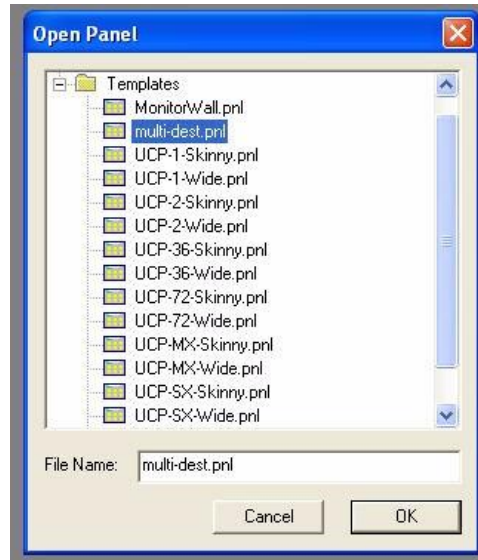 Open Panel
Templates
MonitorWall.pnl
multi-dest.pnl
UCP-1-Skinny.pnl
UCP-1-Wide.pnl
UCP-2-Skinny.pnl
UCP-2-Wide.pnl
UCP-36-Skinny.pnl
UCP-36-Wide.pnl
UCP-72-Skinny.pnl
UCP-72-Wide.pnl
UCP-MX-Skinny.pnl
UCP-MX-Wide.pnl
UCP-SX-Skinny.pnl
UCP-SX-Wide.pnl
File Name: multi-dest.pnl
Cancel OK